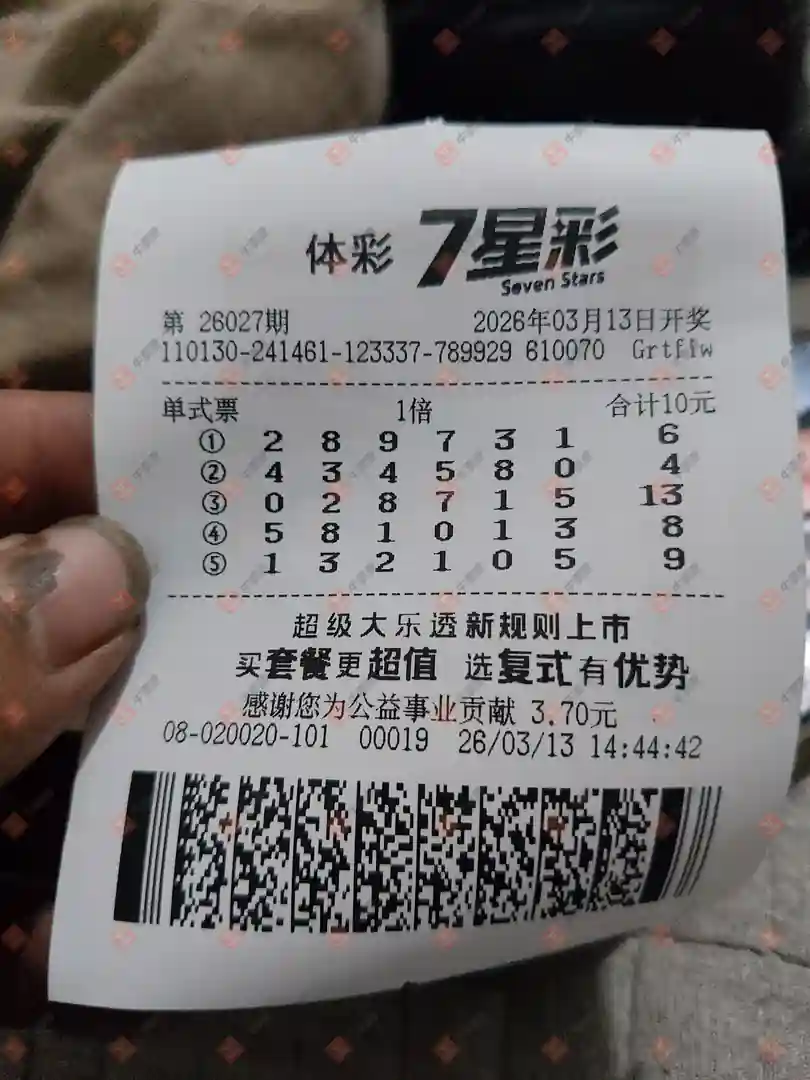 体彩 7星彩
Seven Stars
第 26027期 2026年03月13日开奖
110130-241461-123337-789929 610070 Grtffw
单式票 1倍 合计10元
① 2 8 9 7 3 1 6
② 4 3 4 5 8 0 4
③ 0 2 8 7 1 5 13
④ 5 8 1 0 1 3 8
⑤ 1 3 2 1 0 5 9
超级大乐透新规则上市
买套餐更超值 选复式有优势
感谢您为公益事业贡献 3.70元
08-020020-101 00019 26/03/13 14:44:42